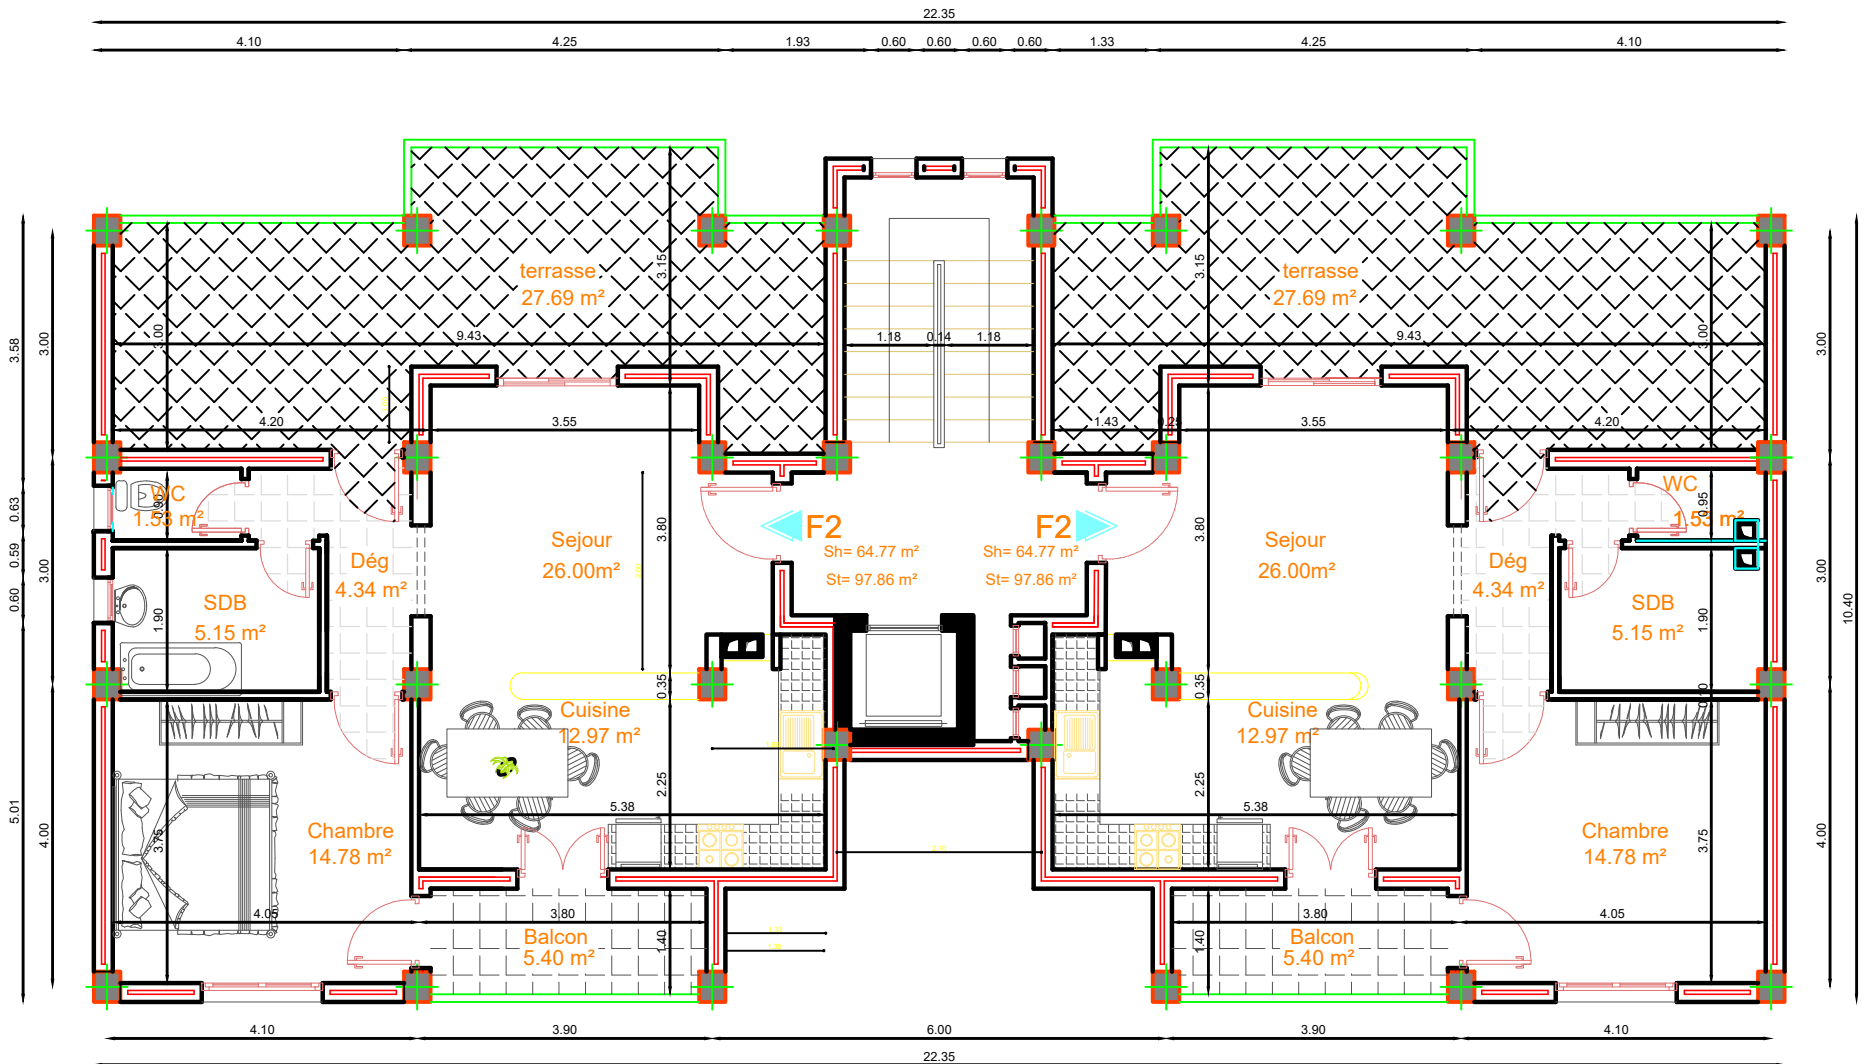 22.35
4.10 4.25 1.93 0.60 0.60 0.60 0.60 1.33 4.25 4.10
terrasse
27.69 m²
terrasse
27.69 m²
3.15 3.15
3.00 3.00
9.43 1.18 0.14 1.18 9.43
4.20 3.55 1.43 0.25 3.55 4.20
3.58 3.00 3.00
0.63 0.59 0.60 3.00 3.00 10.40
5.01 4.00 4.00
WC
1.53 m²
0.90
WC
1.53 m²
0.95
F2 F2
Sh= 64.77 m² Sh= 64.77 m²
St= 97.86 m² St= 97.86 m²
Sejour
26.00m²
3.80
Sejour
26.00m²
3.80
Dég
4.34 m²
Dég
4.34 m²
SDB
5.15 m²
1.90
SDB
5.15 m²
1.90
0.35 0.35 0.10
Cuisine
12.97 m²
Cuisine
12.97 m²
2.25 2.25
5.38 5.38
Chambre
14.78 m²
3.75
Chambre
14.78 m²
3.75
4.05 3.80 3.80 4.05
Balcon
5.40 m²
1.40
Balcon
5.40 m²
1.40
4.10 3.90 6.00 3.90 4.10
22.35